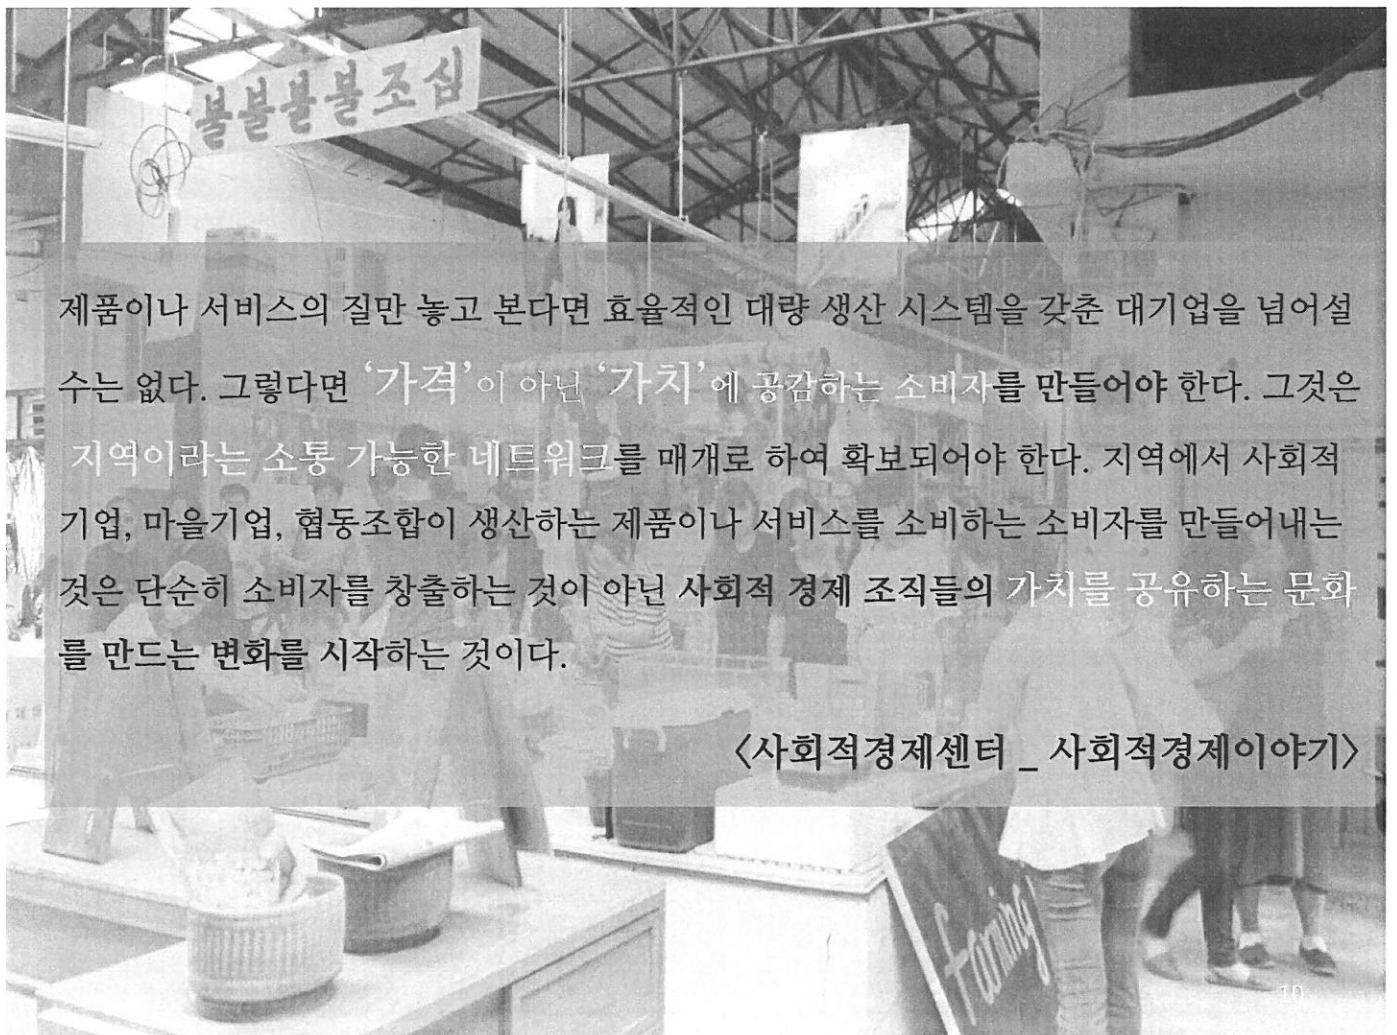 불불불불조심
제품이나 서비스의 질만 놓고 본다면 효율적인 대량 생산 시스템을 갖춘 대기업을 넘어설
수는 없다. 그렇다면 ‘가격’이 아닌 ‘가치’에 공감하는 소비자를 만들어야 한다. 그것은
지역이라는 소통 가능한 네트워크를 매개로 하여 확보되어야 한다. 지역에서 사회적
기업, 마을기업, 협동조합이 생산하는 제품이나 서비스를 소비하는 소비자를 만들어내는
것은 단순히 소비자를 창출하는 것이 아닌 사회적 경제 조직들의 가치를 공유하는 문화
를 만드는 변화를 시작하는 것이다.
〈사회적경제센터 _ 사회적경제이야기〉
farming
10